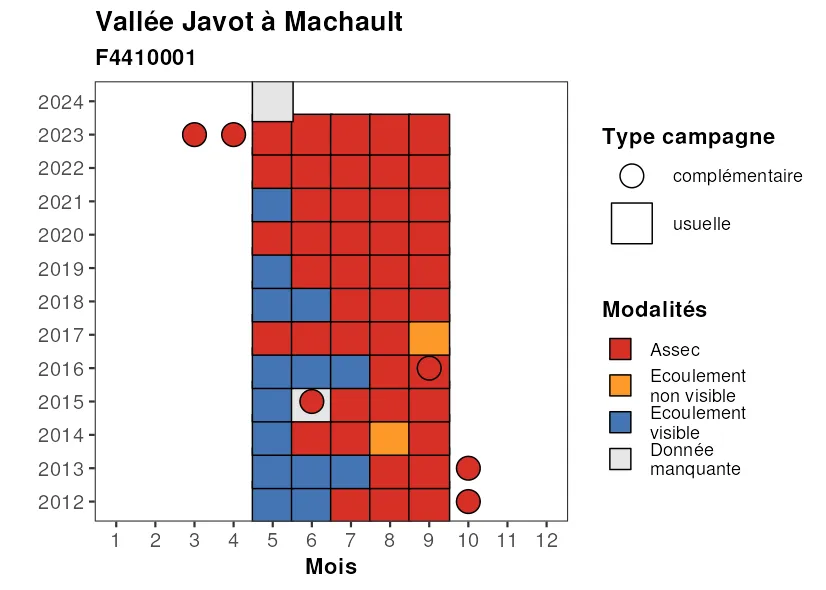 Vallée Javot à Machault
F4410001
2024
2023
2022
2021
2020
2019
2018
2017
2016
2015
2014
2013
2012
1 2 3 4 5 6 7 8 9 10 11 12
Mois
Type campagne
complémentaire
usuelle
Modalités
Assec
Ecoulement
non visible
Ecoulement
visible
Donnée
manquante